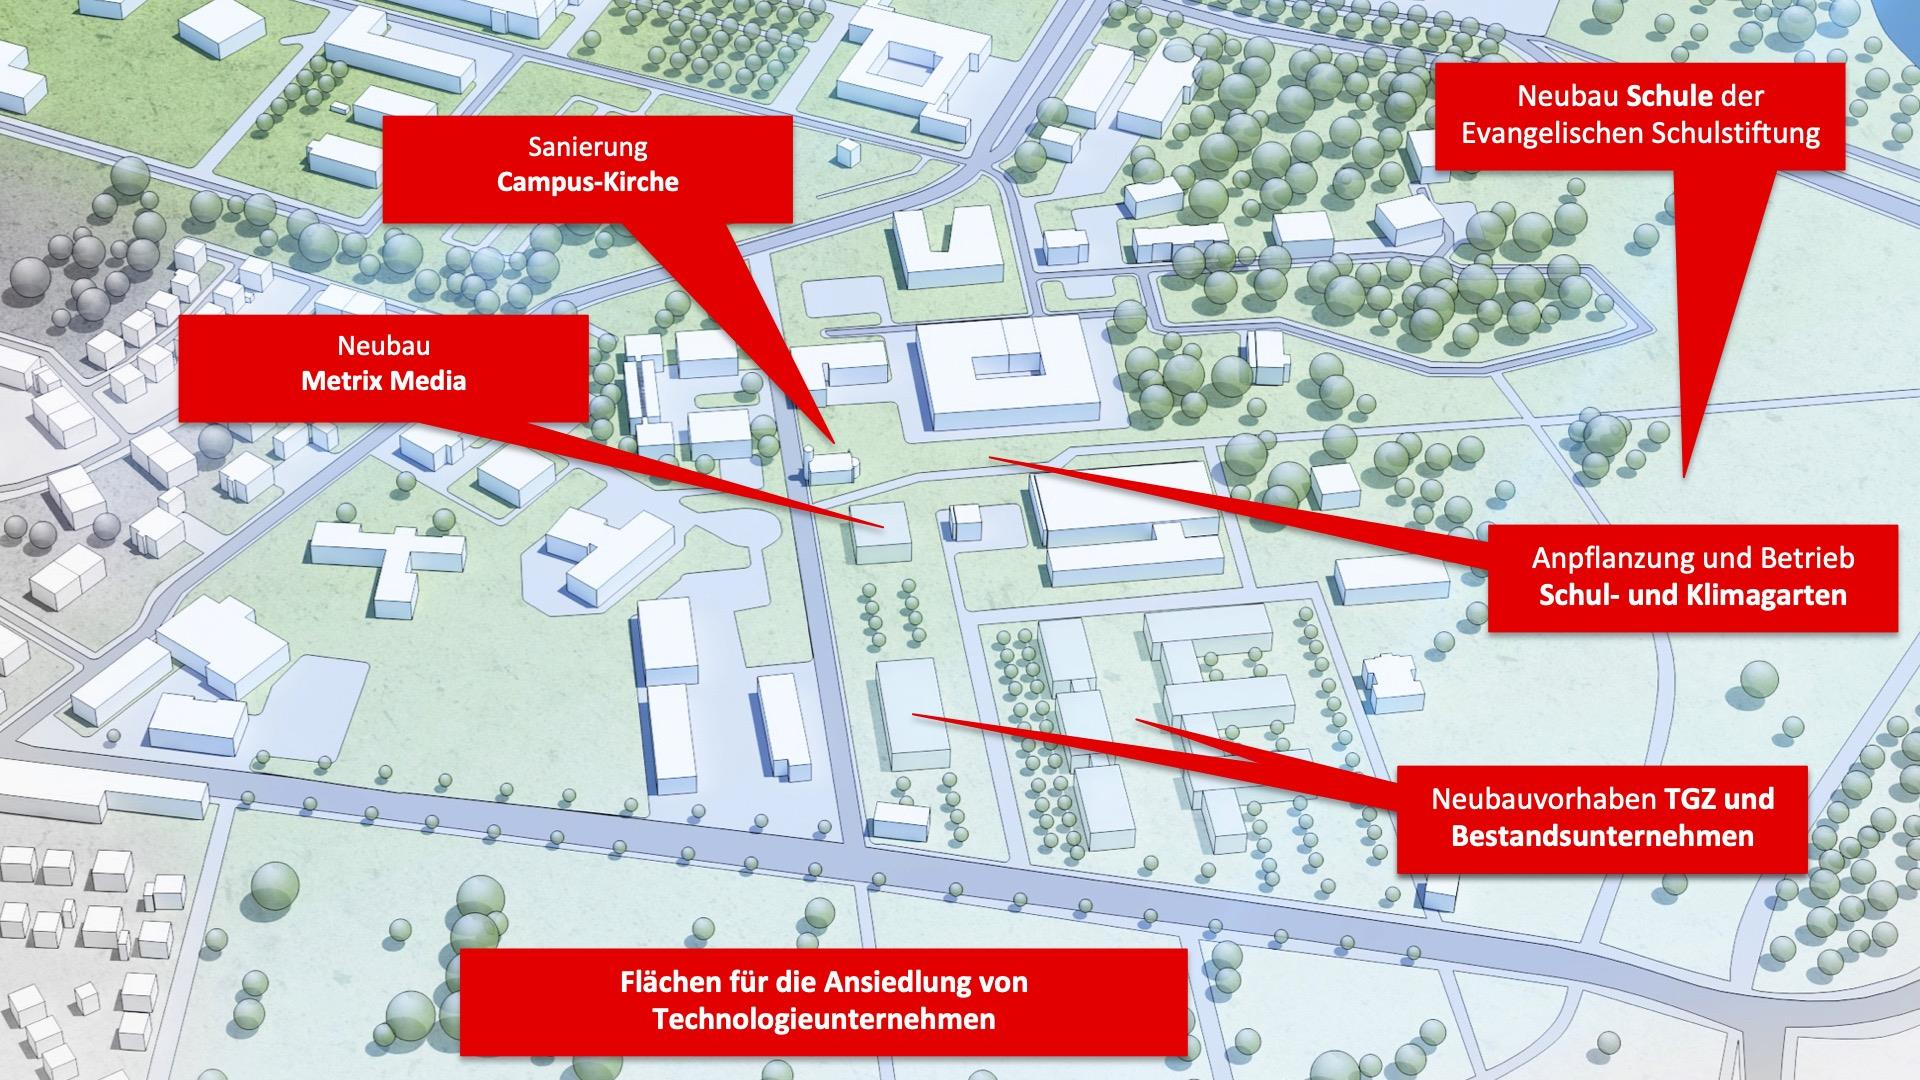 Neubau Schule der
Evangelischen Schulstiftung
Sanierung
Campus-Kirche
Neubau
Metrix Media
Anpflanzung und Betrieb
Schul- und Klimagarten
Neubauvorhaben TGZ und
Bestandsunternehmen
Flächen für die Ansiedlung von
Technologieunternehmen